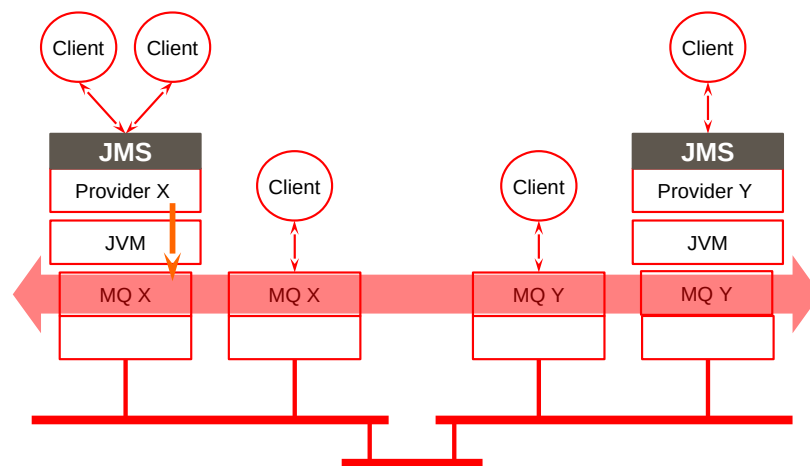 Client
Client
Client
JMS
JMS
Provider X
Client
Client
Provider Y
JVM
JVM
MQ X
MQ X
MQ Y
MQ Y